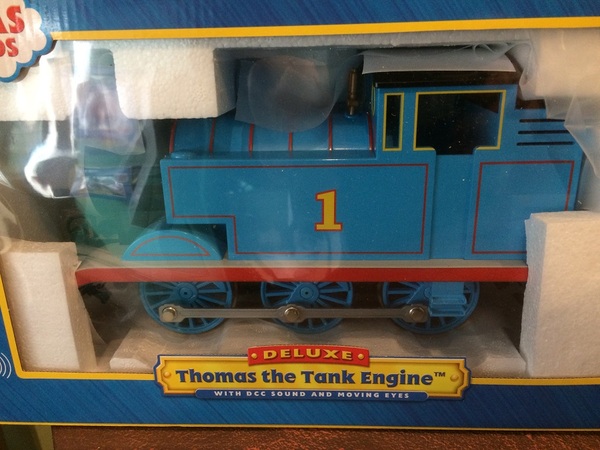 1
DELUXE
Thomas the Tank Engine™
WITH DCC SOUND AND MOVING EYES